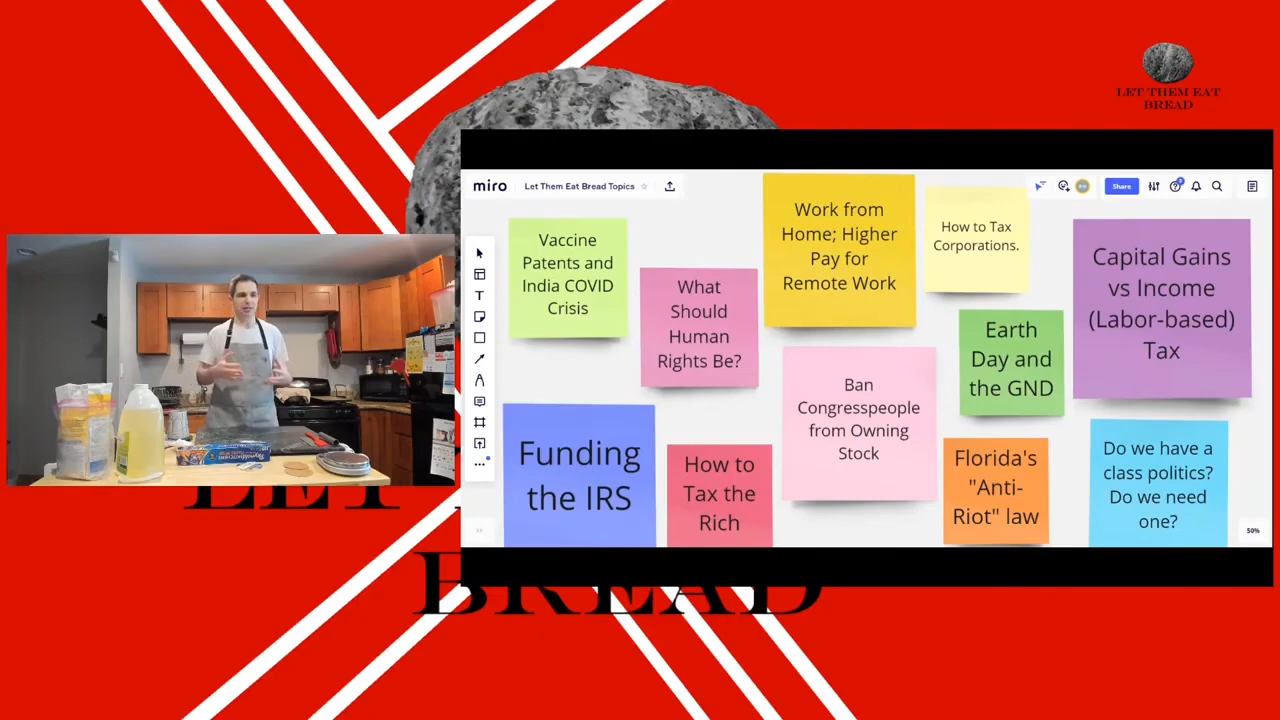 LET THEM EAT
BREAD
miro
Let Them Eat Bread Topics
Share
Vaccine
Patents and
India COVID
Crisis
What
Should
Human
Rights Be?
Work from
Home; Higher
Pay for
Remote Work
How to Tax
Corporations.
Capital Gains
vs Income
(Labor-based)
Tax
Earth
Day and
the GND
Ban
Congresspeople
from Owning
Stock
Funding
the IRS
How to
Tax the
Rich
Florida's
"Anti-
Riot" law
Do we have a
class politics?
Do we need
one?
50%
LET
BREAD